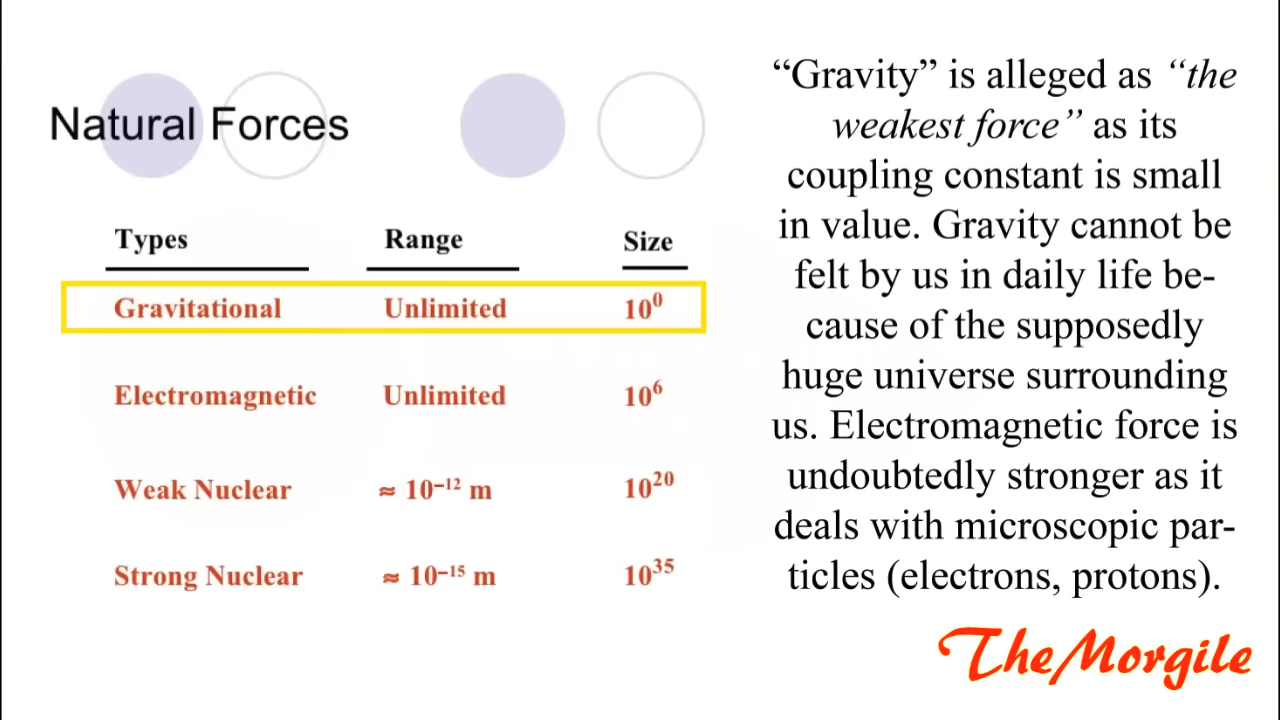 Natural Forces
Types Range Size
Gravitational Unlimited 10⁰
Electromagnetic Unlimited 10⁶
Weak Nuclear ≈ 10⁻¹² m 10²⁰
Strong Nuclear ≈ 10⁻¹⁵ m 10³⁵
“Gravity” is alleged as “the
weakest force” as its
coupling constant is small
in value. Gravity cannot be
felt by us in daily life be-
cause of the supposedly
huge universe surrounding
us. Electromagnetic force is
undoubtedly stronger as it
deals with microscopic par-
ticles (electrons, protons).
TheMorgile